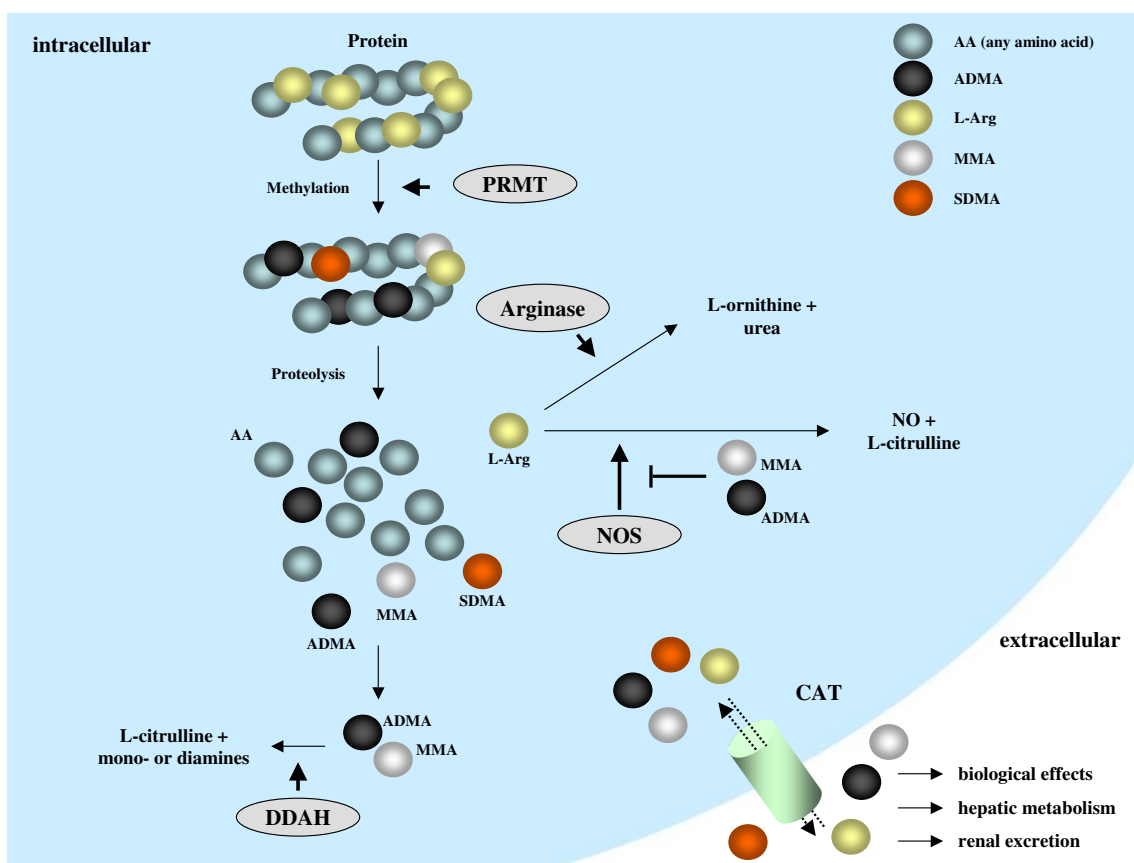 intracellular
Protein
AA (any amino acid)
ADMA
L-Arg
MMA
SDMA
Methylation
PRMT
Arginase
L-ornithine +
urea
Proteolysis
AA
L-Arg
NO +
L-citrulline
MMA
ADMA
NOS
MMA
SDMA
ADMA
extracellular
CAT
ADMA
MMA
L-citrulline +
mono- or diamines
DDAH
biological effects
hepatic metabolism
renal excretion